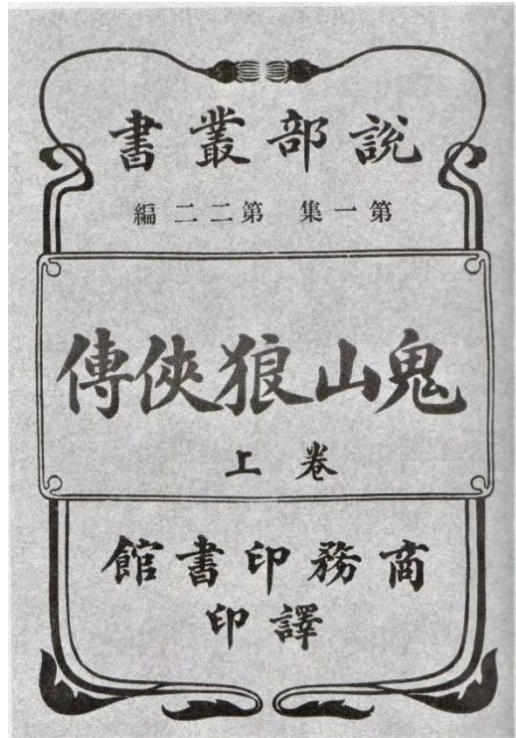 說部叢書
第一集 第二二編
鬼山狼俠傳
卷上
商務印書館
譯印